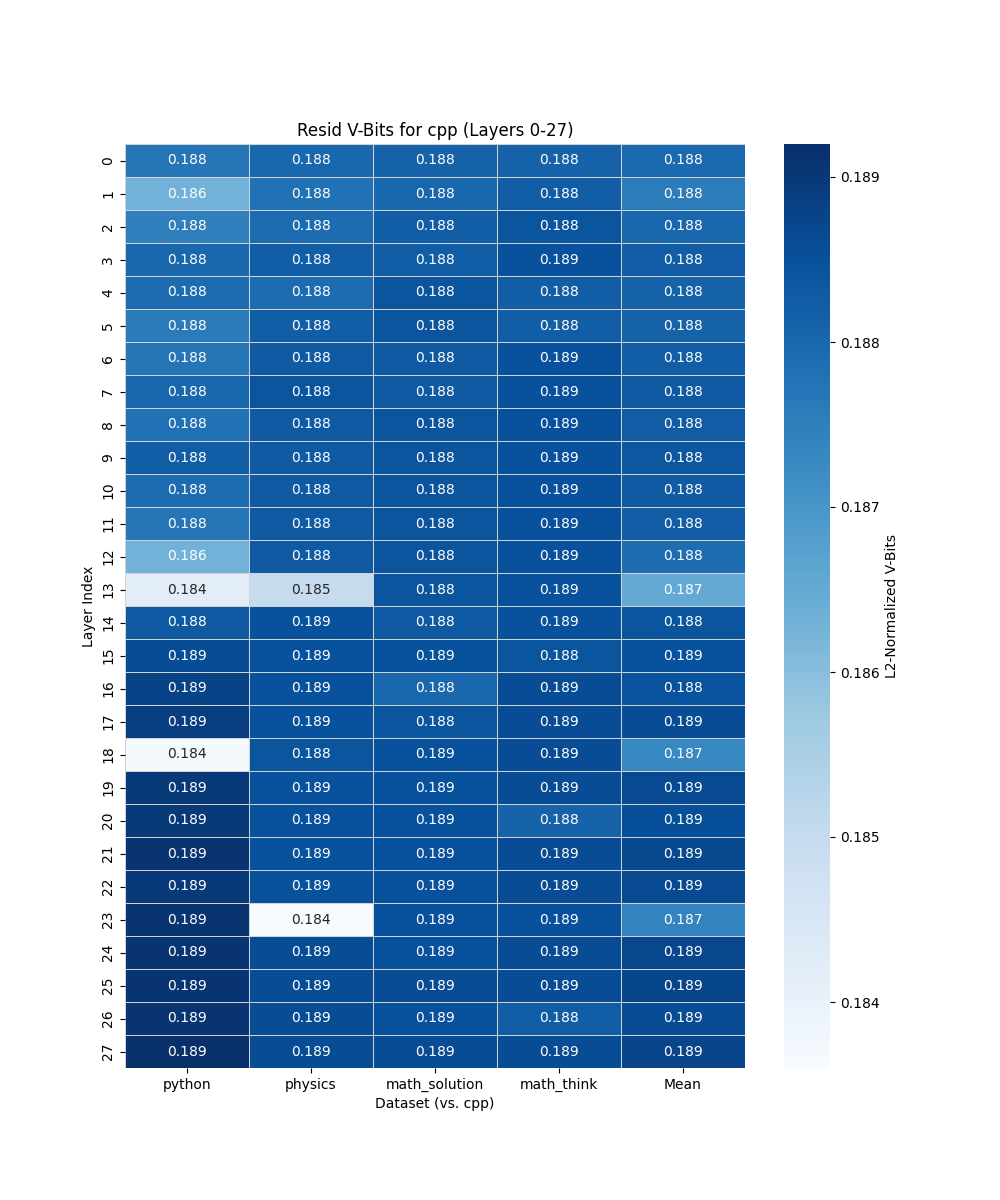 Resid V-Bits for cpp (Layers 0-27)
0 0.188 0.188 0.188 0.188 0.188
1 0.186 0.188 0.188 0.188 0.188
2 0.188 0.188 0.188 0.188 0.188
3 0.188 0.188 0.188 0.189 0.188
4 0.188 0.188 0.188 0.188 0.188
5 0.188 0.188 0.188 0.188 0.188
6 0.188 0.188 0.188 0.189 0.188
7 0.188 0.188 0.188 0.189 0.188
8 0.188 0.188 0.188 0.189 0.188
9 0.188 0.188 0.188 0.189 0.188
10 0.188 0.188 0.188 0.189 0.188
11 0.188 0.188 0.188 0.189 0.188
12 0.186 0.188 0.188 0.189 0.188
13 0.184 0.185 0.188 0.189 0.187
14 0.188 0.189 0.188 0.189 0.188
15 0.189 0.189 0.189 0.188 0.189
16 0.189 0.189 0.188 0.189 0.188
17 0.189 0.189 0.188 0.189 0.189
18 0.184 0.188 0.189 0.189 0.187
19 0.189 0.189 0.189 0.189 0.189
20 0.189 0.189 0.189 0.188 0.189
21 0.189 0.189 0.189 0.189 0.189
22 0.189 0.189 0.189 0.189 0.189
23 0.189 0.184 0.189 0.189 0.187
24 0.189 0.189 0.189 0.189 0.189
25 0.189 0.189 0.189 0.189 0.189
26 0.189 0.189 0.189 0.188 0.189
27 0.189 0.189 0.189 0.189 0.189
python physics math_solution math_think Mean
Dataset (vs. cpp)
Layer Index
0.189
0.188
0.187
0.186
0.185
0.184
L2-Normalized V-Bits